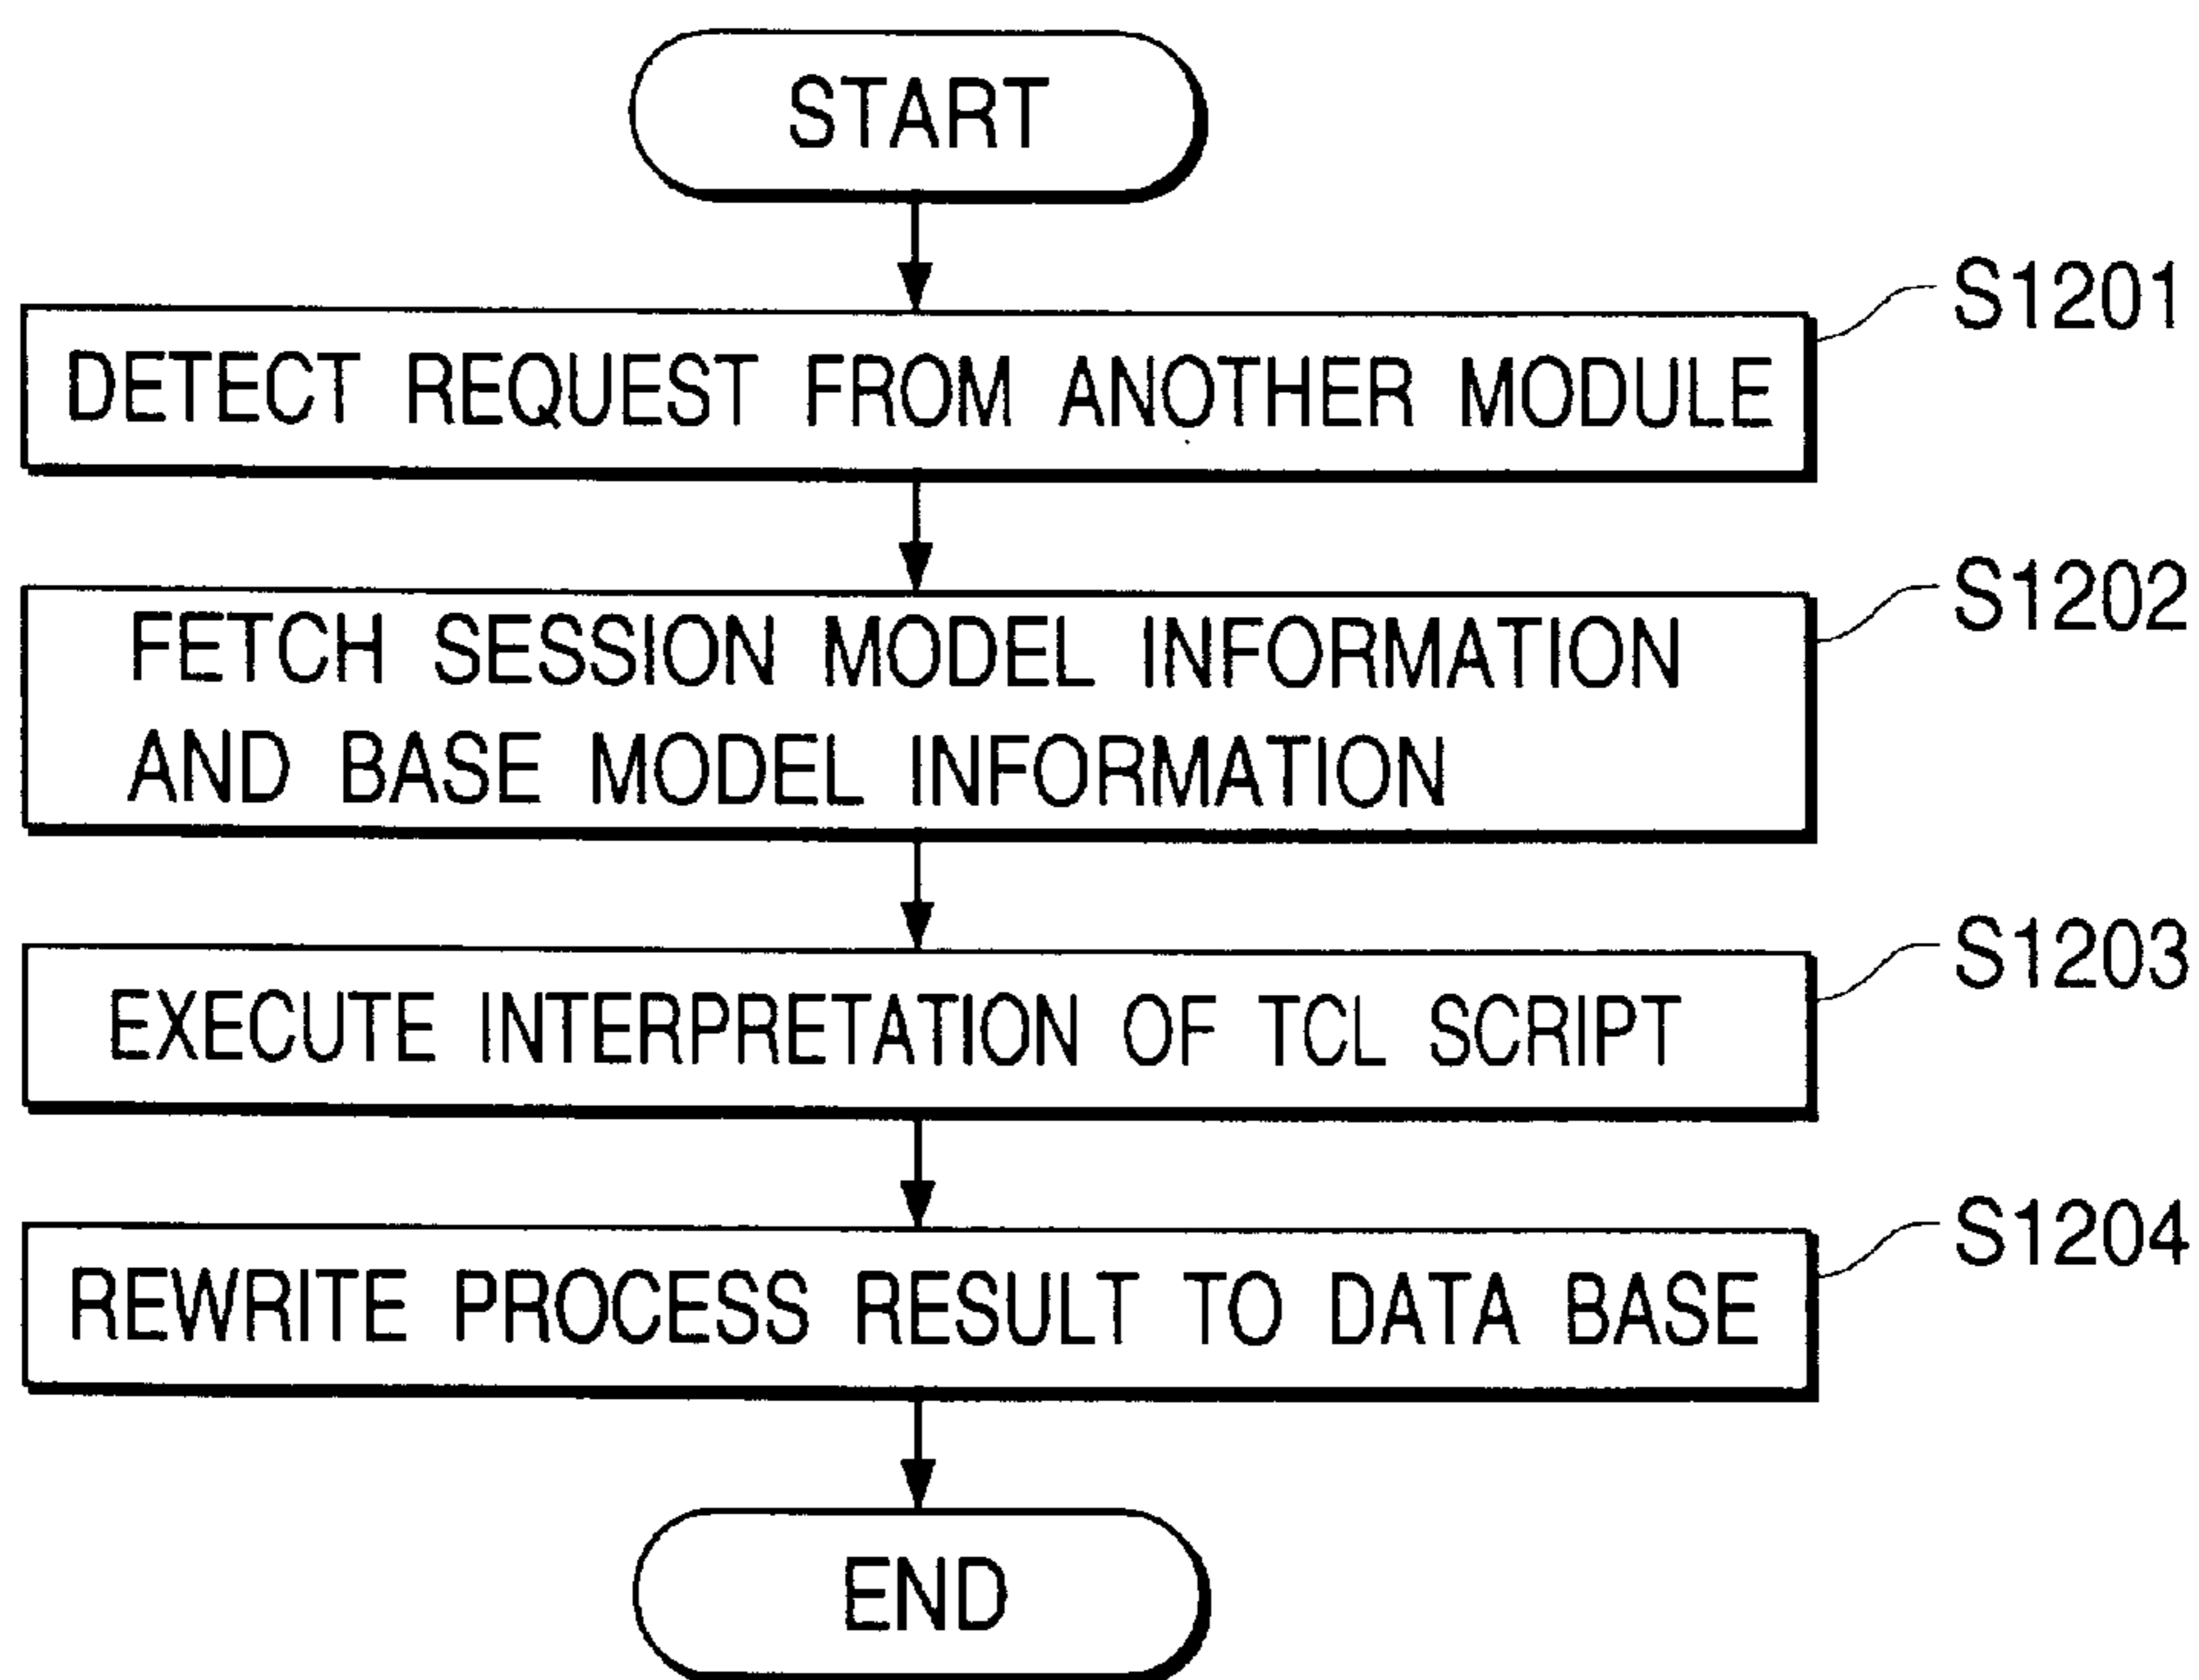 START
S1201
DETECT REQUEST FROM ANOTHER MODULE
S1202
FETCH SESSION MODEL INFORMATION
AND BASE MODEL INFORMATION
S1203
EXECUTE INTERPRETATION OF TCL SCRIPT
S1204
REWRITE PROCESS RESULT TO DATA BASE
END